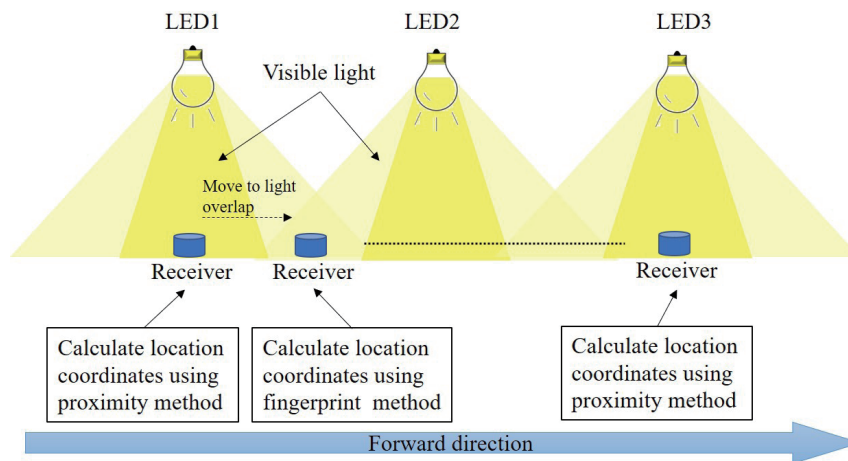 LED1
LED2
LED3
Visible light
Move to light
overlap
Receiver
Receiver
Receiver
Calculate location
coordinates using
proximity method
Calculate location
coordinates using
fingerprint method
Calculate location
coordinates using
proximity method
Forward direction